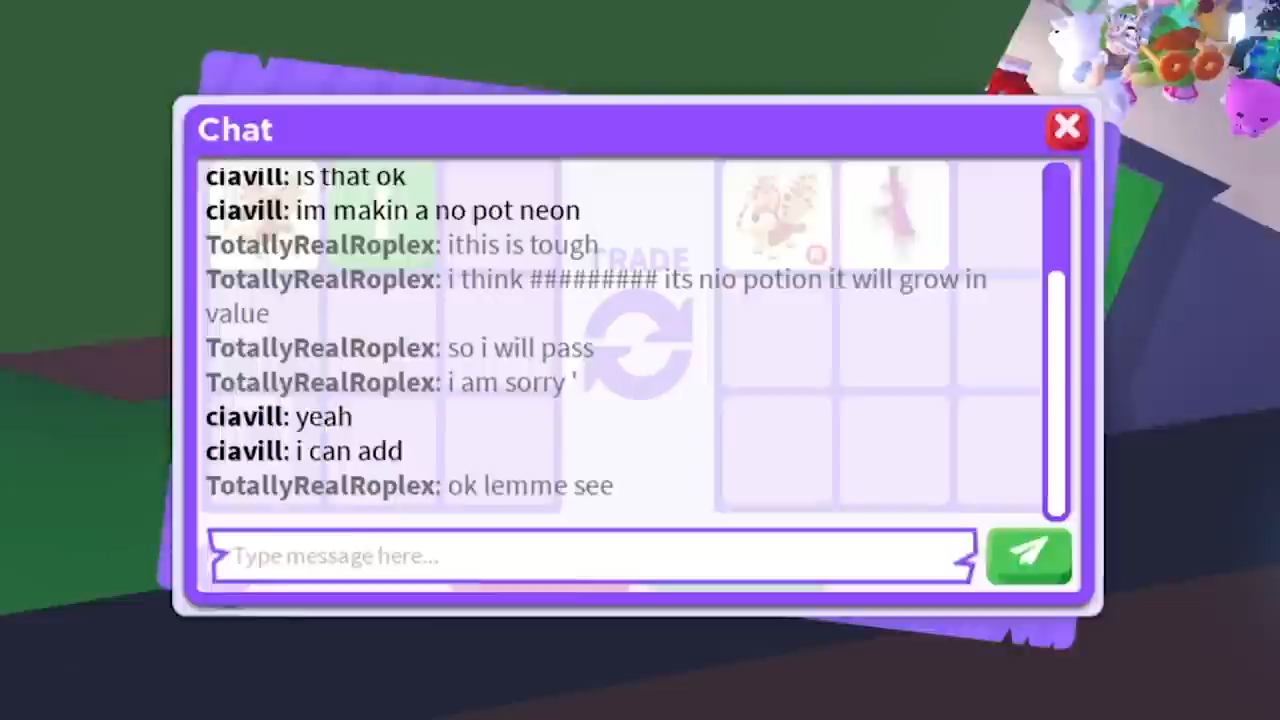 Chat
ciavill: is that ok
ciavill: im makin a no pot neon
TotallyRealRoplex: ithis is tough
TRADE
TotallyRealRoplex: i think ######### its nio potion it will grow in
value
TotallyRealRoplex: so i will pass
TotallyRealRoplex: i am sorry '
ciavill: yeah
ciavill: i can add
TotallyRealRoplex: ok lemme see
Type message here...